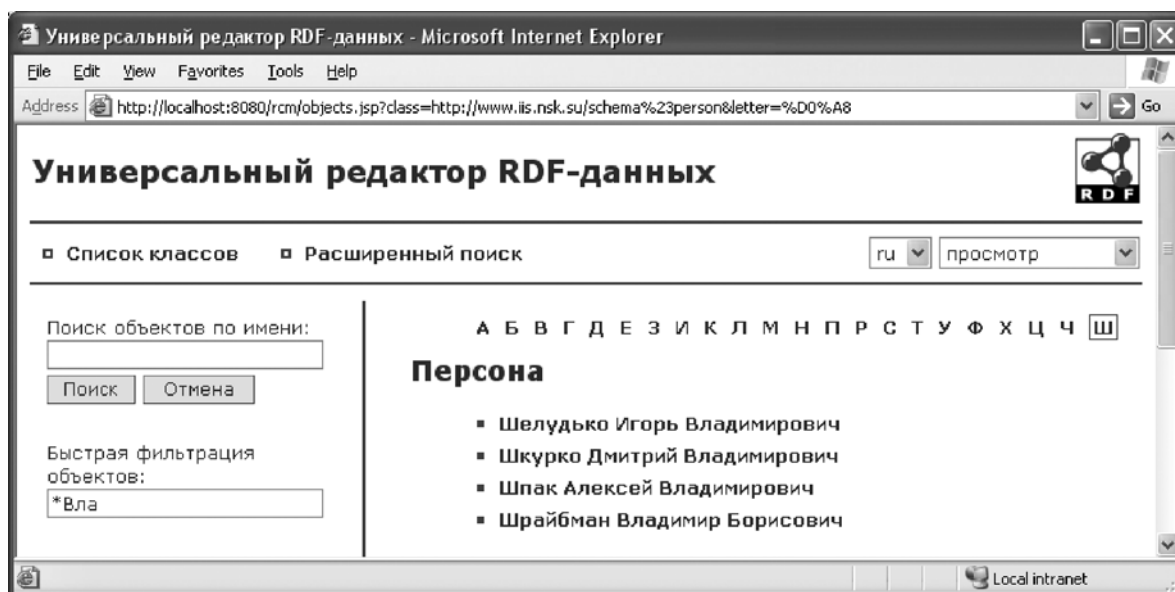 Универсальный редактор RDF-данных - Microsoft Internet Explorer
File Edit View Favorites Tools Help
Address http://localhost:8080/rcm/objects.jsp?class=http://www.iis.nsk.su/schema%23person&letter=%D0%A8 Go
Универсальный редактор RDF-данных
RDF
Список классов Расширенный поиск ru просмотр
Поиск объектов по имени:
Поиск Отмена
Быстрая фильтрация
объектов:
*Вла
А Б В Г Д Е З И К Л М Н П Р С Т У Ф Х Ц Ч Ш
Персона
Шелудько Игорь Владимирович
Шкурко Дмитрий Владимирович
Шпак Алексей Владимирович
Шрайбман Владимир Борисович
Local intranet